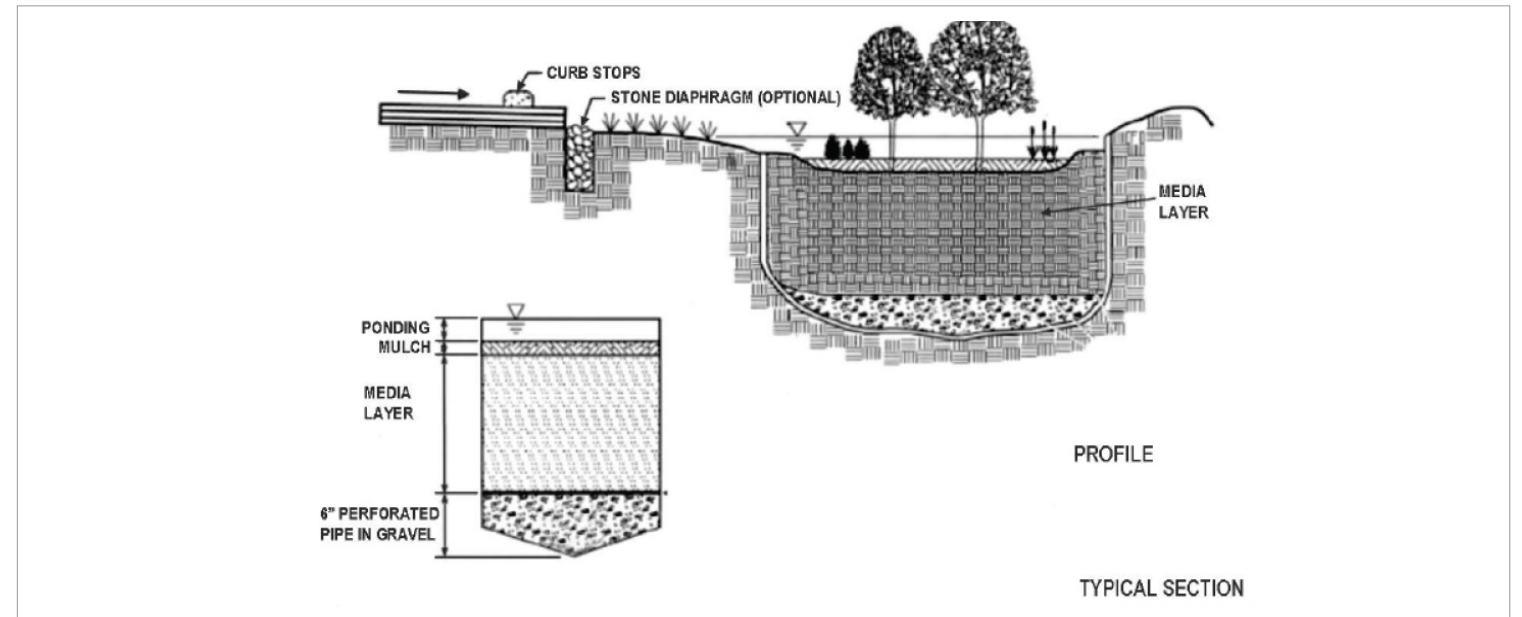 CURB STOPS
STONE DIAPHRAGM (OPTIONAL)
MEDIA
LAYER
PONDING
MULCH
MEDIA
LAYER
6" PERFORATED
PIPE IN GRAVEL
PROFILE
TYPICAL SECTION